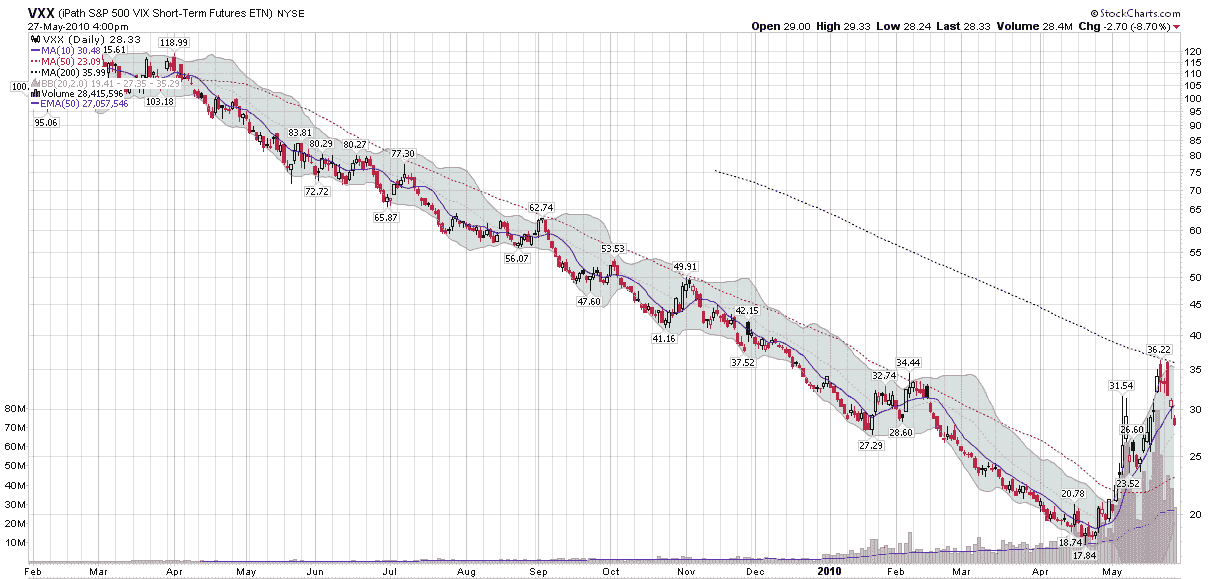 VXX (iPath S&P 500 VIX Short-Term Futures ETN) NYSE
© StockCharts.com
27-May-2010 4:00pm
Open 29.00 High 29.33 Low 28.24 Last 28.33 Volume 28.4M Chg -2.70 (-8.70%)
VXX (Daily) 28.33
MA(10) 30.48
15.61
MA(50) 23.09
MA(200) 35.99
BB(20,2.0) 19.41 - 27.35 - 35.29
Volume 28,415,596
EMA(50) 27,057,546
118.99
103.18
100
95.06
83.81
80.29
80.27
77.30
72.72
65.87
62.74
56.07
53.53
47.60
49.91
41.16
42.15
37.52
32.74
34.44
27.29
28.60
20.78
18.74
17.84
31.54
26.60
23.52
36.22
120
115
110
105
100
95
90
85
80
75
70
65
60
55
50
45
40
35
30
25
20
80M
70M
60M
50M
40M
30M
20M
10M
Feb Mar Apr May Jun Jul Aug Sep Oct Nov Dec 2010 Feb Mar Apr May